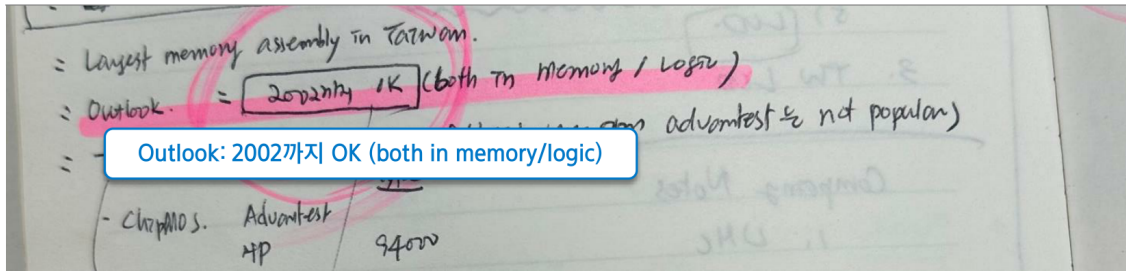 = Largest memory assembly in Taiwan.
= Outlook. = 2002까지 OK (both in memory / Logic)
advantest는 not popular)
=
Outlook: 2002까지 OK (both in memory/logic)
- ChipMOS. Advantest
HP 94000